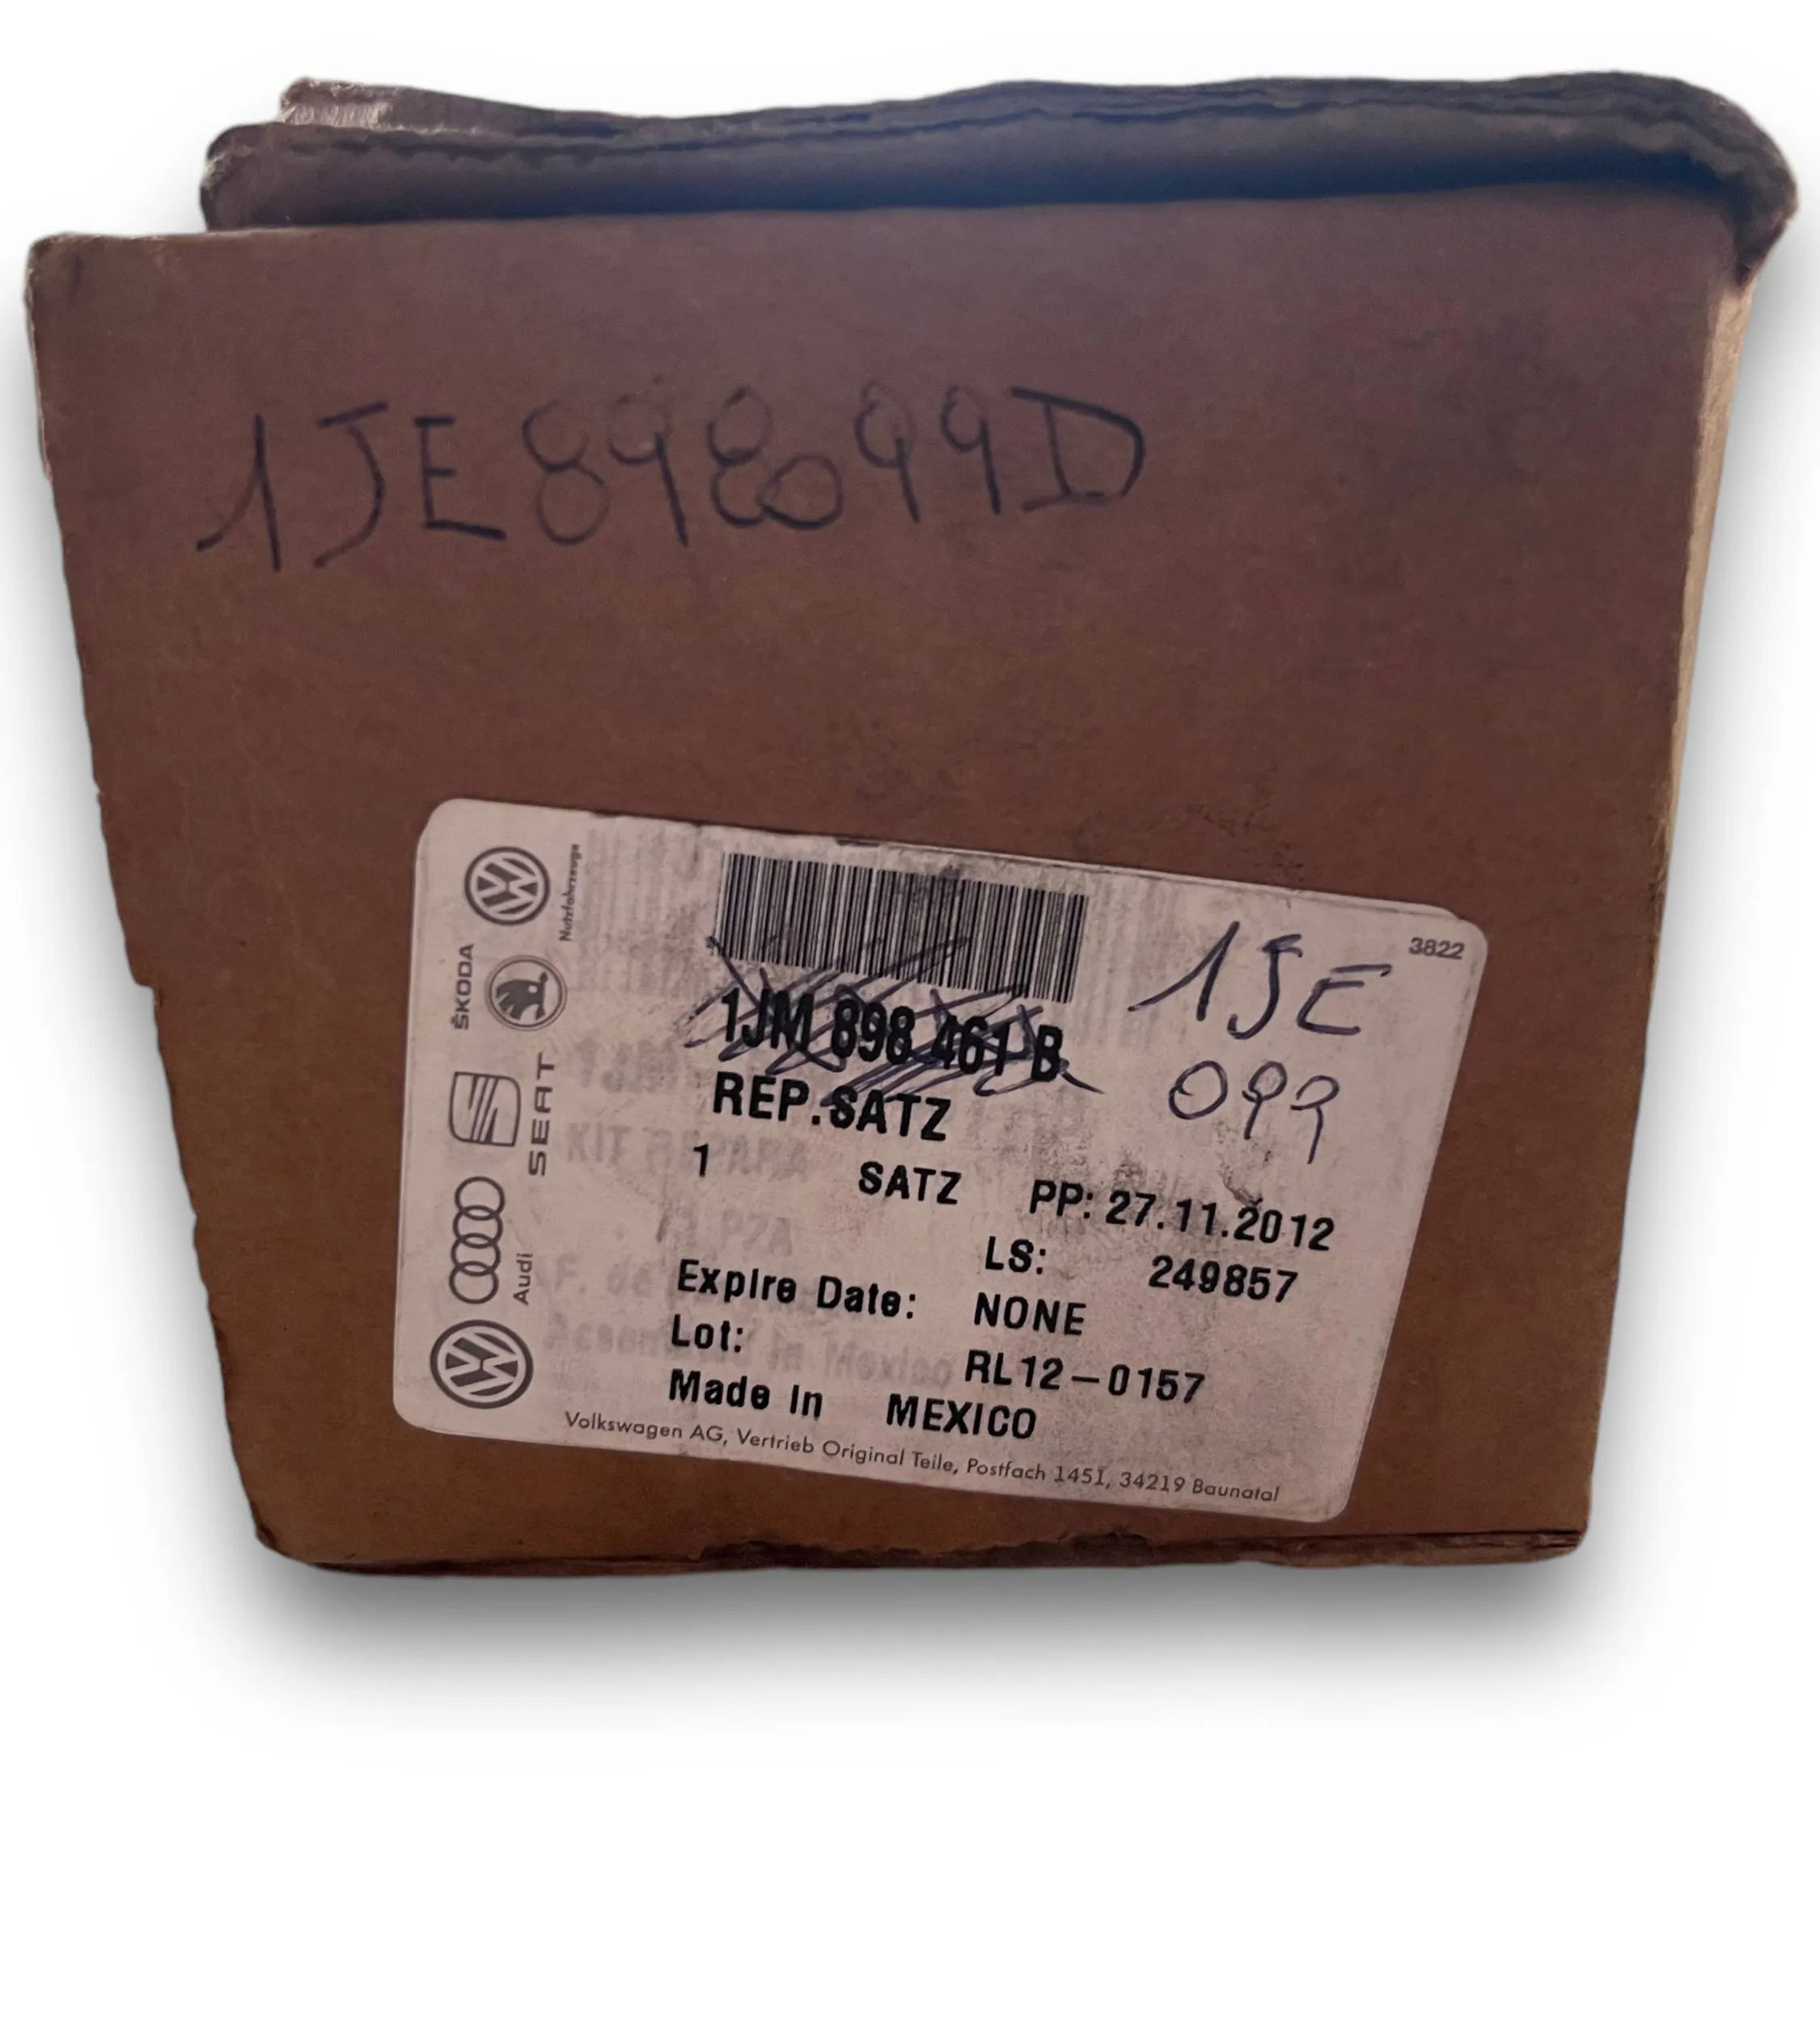 1JE898099D
3822
1JE
099
1JM 898 461 B
REP.SATZ
1 SATZ PP: 27.11.2012
LS: 249857
Expire Date: NONE
Lot: RL12-0157
Made In MEXICO
Volkswagen AG, Vertrieb Original Teile, Postfach 1451, 34219 Baunatal
Nutzfahrzeuge
ŠKODA
SEAT
Audi
KIT REPARA